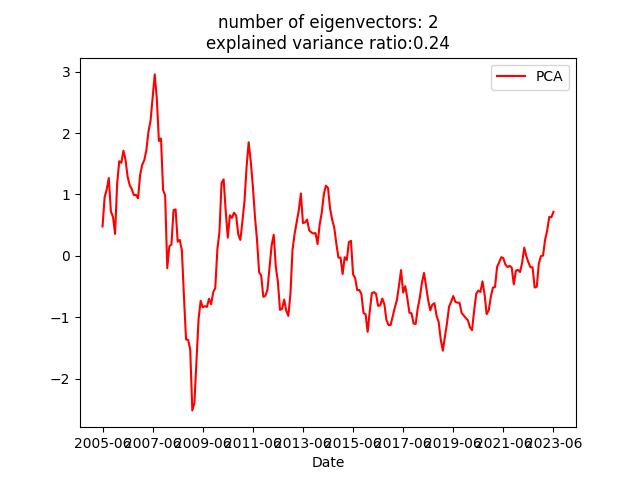 number of eigenvectors: 2
explained variance ratio:0.24
PCA
3
2
1
0
−1
−2
2005-06 2007-06 2009-06 2011-06 2013-06 2015-06 2017-06 2019-06 2021-06 2023-06
Date